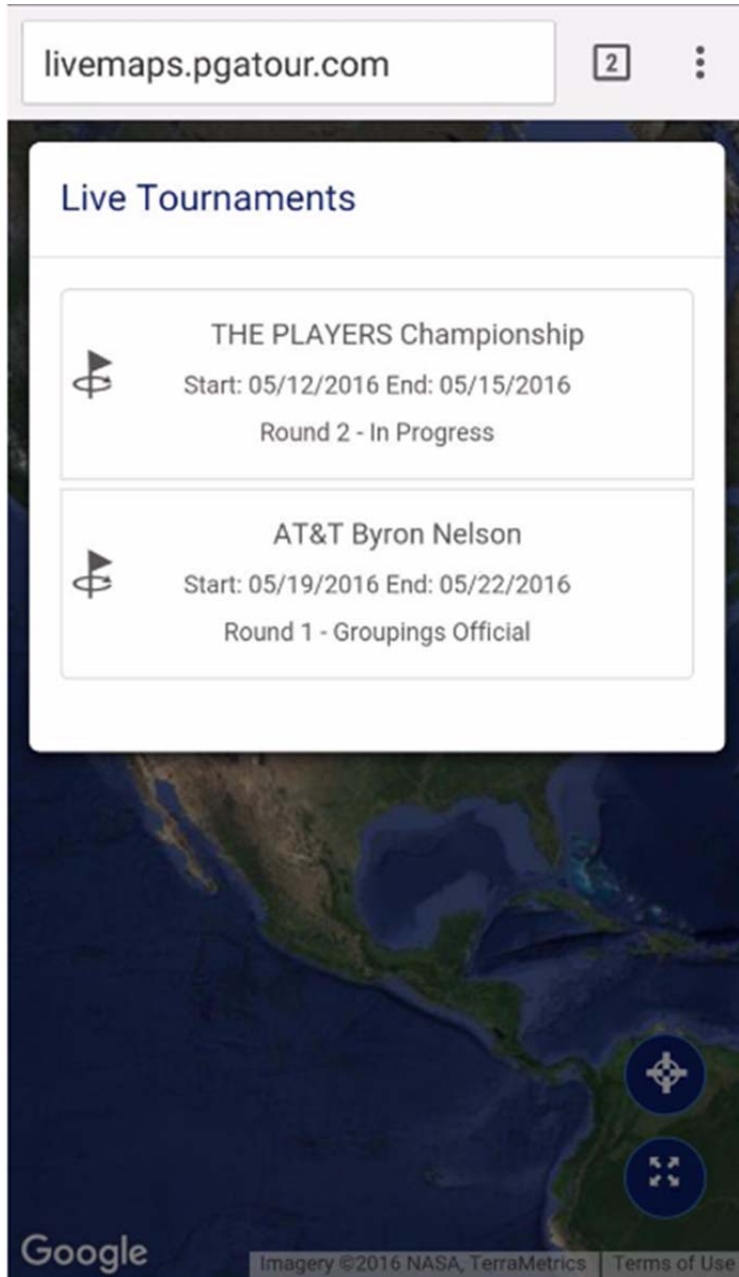 livemaps.pgatour.com
2
Live Tournaments
THE PLAYERS Championship
Start: 05/12/2016 End: 05/15/2016
Round 2 - In Progress
AT&T Byron Nelson
Start: 05/19/2016 End: 05/22/2016
Round 1 - Groupings Official
Google
Imagery ©2016 NASA, TerraMetrics
Terms of Use